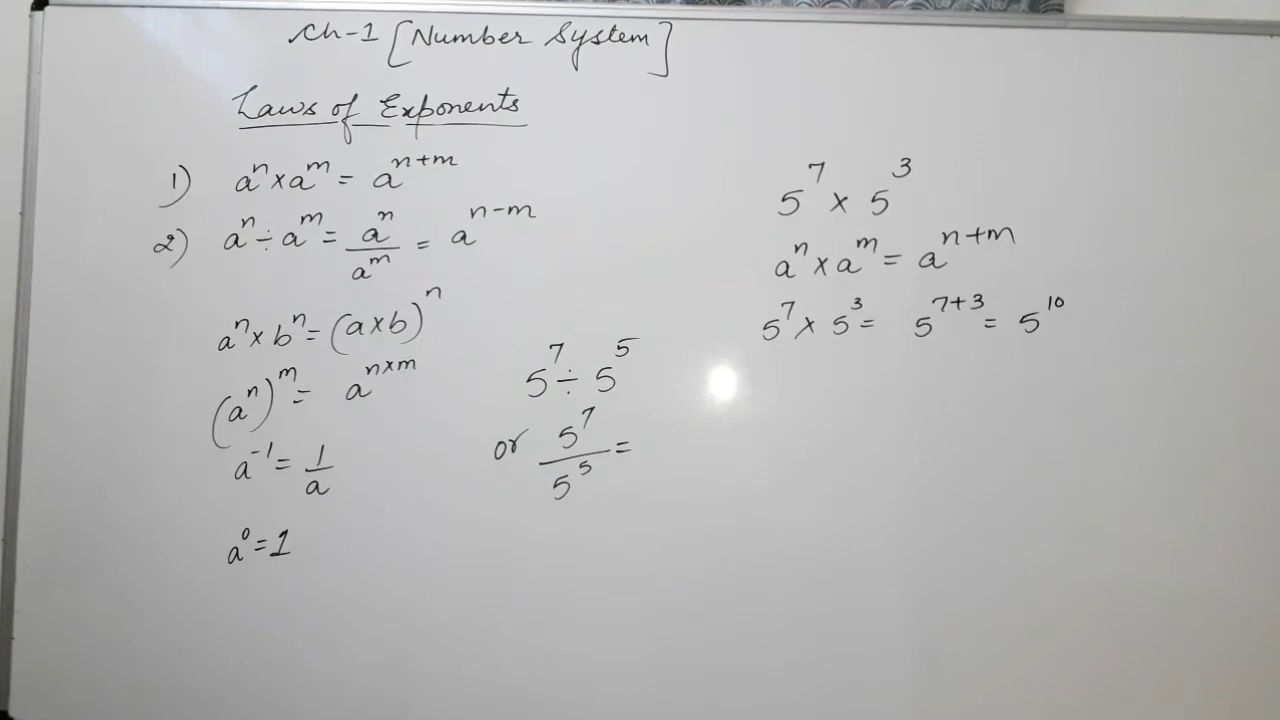 Ch-1 [Number System]
Laws of Exponents
1) aⁿ × aᵐ = aⁿ⁺ᵐ
2) aⁿ ÷ aᵐ = aⁿ/aᵐ = aⁿ⁻ᵐ
aⁿ × bⁿ = (a×b)ⁿ
(aⁿ)ᵐ = aⁿˣᵐ
a⁻¹ = 1/a
a⁰ = 1
5⁷ ÷ 5⁵
or 5⁷/5⁵ =
5⁷ × 5³
aⁿ × aᵐ = aⁿ⁺ᵐ
5⁷ × 5³ = 5⁷⁺³ = 5¹⁰